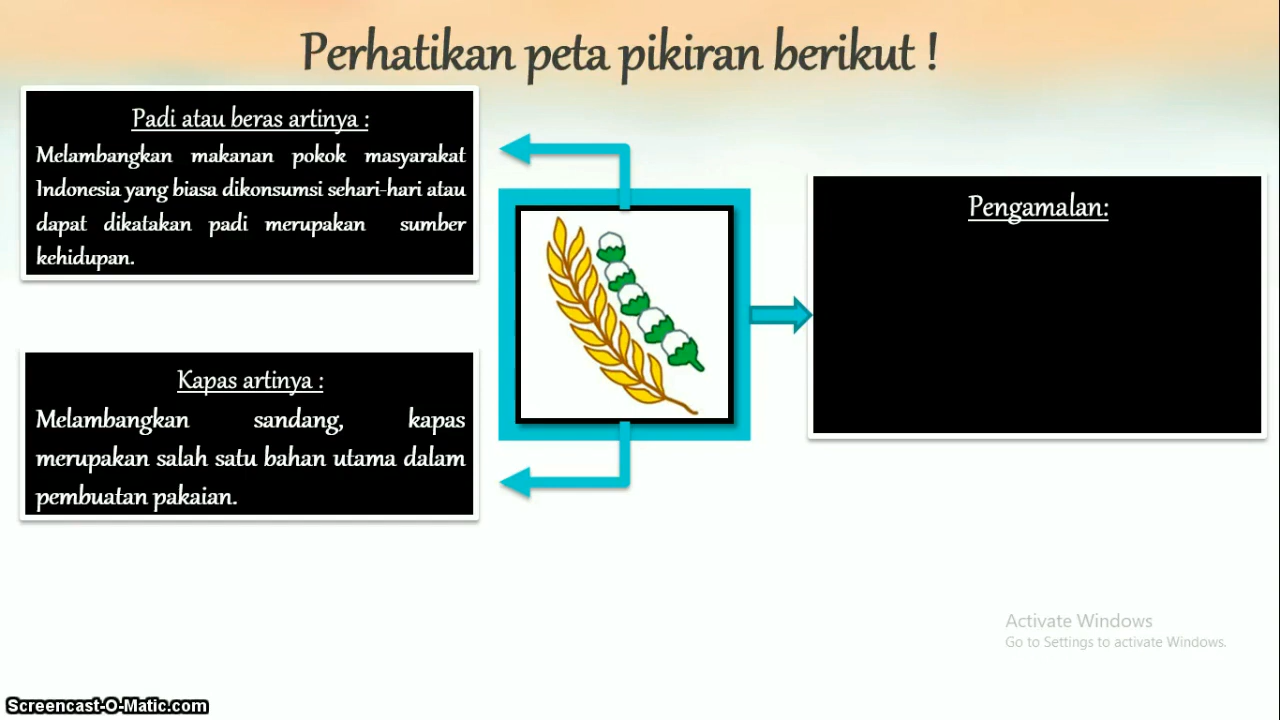 Perhatikan peta pikiran berikut !
Padi atau beras artinya :
Melambangkan makanan pokok masyarakat
Indonesia yang biasa dikonsumsi sehari-hari atau
dapat dikatakan padi merupakan sumber
kehidupan.
Kapas artinya :
Melambangkan sandang, kapas
merupakan salah satu bahan utama dalam
pembuatan pakaian.
Pengamalan:
Activate Windows
Go to Settings to activate Windows.
Screencast-O-Matic.com